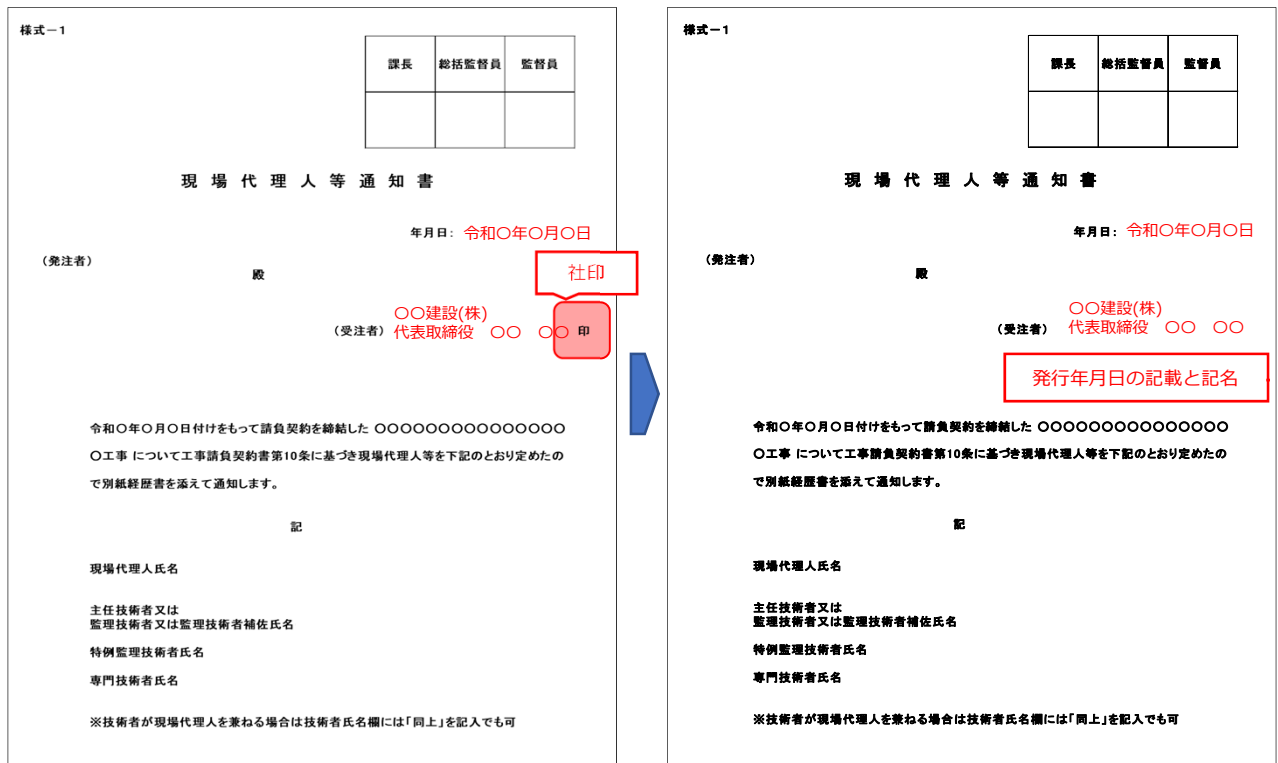 様式－1
課長 総括監督員 監督員
現 場 代 理 人 等 通 知 書
年月日： 令和〇年〇月〇日
（発注者）
殿
社印
〇〇建設(株)
（受注者） 代表取締役　〇〇　〇〇 印
令和〇年〇月〇日付けをもって請負契約を締結した 〇〇〇〇〇〇〇〇〇〇〇〇〇〇〇
〇工事 について工事請負契約書第10条に基づき現場代理人等を下記のとおり定めたの
で別紙経歴書を添えて通知します。
記
現場代理人氏名
主任技術者又は
監理技術者又は監理技術者補佐氏名
特例監理技術者氏名
専門技術者氏名
※技術者が現場代理人を兼ねる場合は技術者氏名欄には「同上」を記入でも可
様式－1
課長 総括監督員 監督員
現 場 代 理 人 等 通 知 書
年月日： 令和〇年〇月〇日
（発注者）
殿
〇〇建設(株)
（受注者） 代表取締役　〇〇　〇〇
発行年月日の記載と記名
令和〇年〇月〇日付けをもって請負契約を締結した 〇〇〇〇〇〇〇〇〇〇〇〇〇〇〇
〇工事 について工事請負契約書第10条に基づき現場代理人等を下記のとおり定めたの
で別紙経歴書を添えて通知します。
記
現場代理人氏名
主任技術者又は
監理技術者又は監理技術者補佐氏名
特例監理技術者氏名
専門技術者氏名
※技術者が現場代理人を兼ねる場合は技術者氏名欄には「同上」を記入でも可